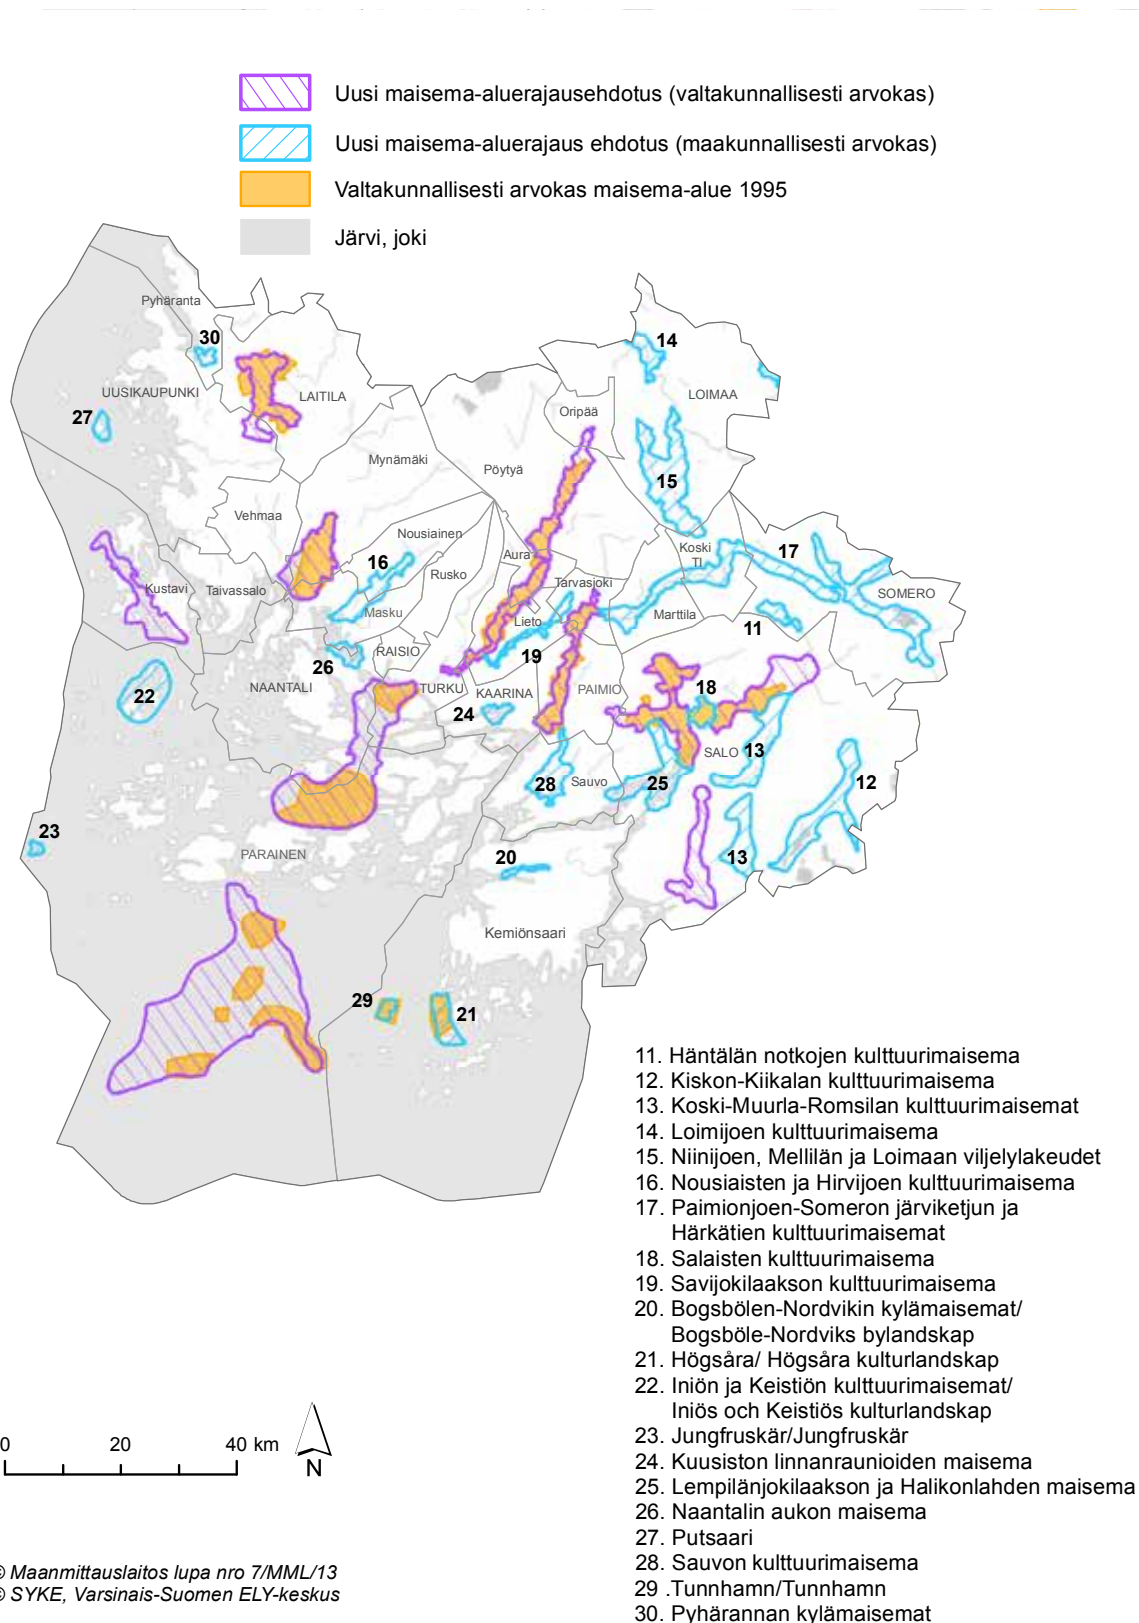 Uusi maisema-aluerajausehdotus (valtakunnallisesti arvokas)
Uusi maisema-aluerajaus ehdotus (maakunnallisesti arvokas)
Valtakunnallisesti arvokas maisema-alue 1995
Järvi, joki
Pyhäranta
30
14
UUSIKAUPUNKI
LAITILA
LOIMAA
27
Oripää
Mynämäki
Pöytyä
15
Vehmaa
Nousiainen
16
Aura
Koski
Tl
17
Kustavi
Taivassalo
Rusko
Tarvasjoki
SOMERO
Masku
Lieto
Marttila
11
RAISIO
19
26
22
NAANTALI
TURKU
KAARINA
PAIMIO
18
24
SALO
13
28
Sauvo
25
12
23
PARAINEN
20
13
Kemiönsaari
29
21
11. Häntälän notkojen kulttuurimaisema
12. Kiskon-Kiikalan kulttuurimaisema
13. Koski-Muurla-Romsilan kulttuurimaisemat
14. Loimijoen kulttuurimaisema
15. Niinijoen, Mellilän ja Loimaan viljelylakeudet
16. Nousiaisten ja Hirvijoen kulttuurimaisema
17. Paimionjoen-Someron järviketjun ja
Härkätien kulttuurimaisemat
18. Salaisten kulttuurimaisema
19. Savijokilaakson kulttuurimaisema
20. Bogsbölen-Nordvikin kylämaisemat/
Bogsböle-Nordviks bylandskap
21. Högsåra/ Högsåra kulturlandskap
22. Iniön ja Keistiön kulttuurimaisemat/
Iniös och Keistiös kulturlandskap
23. Jungfruskär/Jungfruskär
24. Kuusiston linnanraunioiden maisema
25. Lempilänjokilaakson ja Halikonlahden maisema
26. Naantalin aukon maisema
27. Putsaari
28. Sauvon kulttuurimaisema
29 .Tunnhamn/Tunnhamn
30. Pyhärannan kylämaisemat
0 20 40 km
N
© Maanmittauslaitos lupa nro 7/MML/13
© SYKE, Varsinais-Suomen ELY-keskus